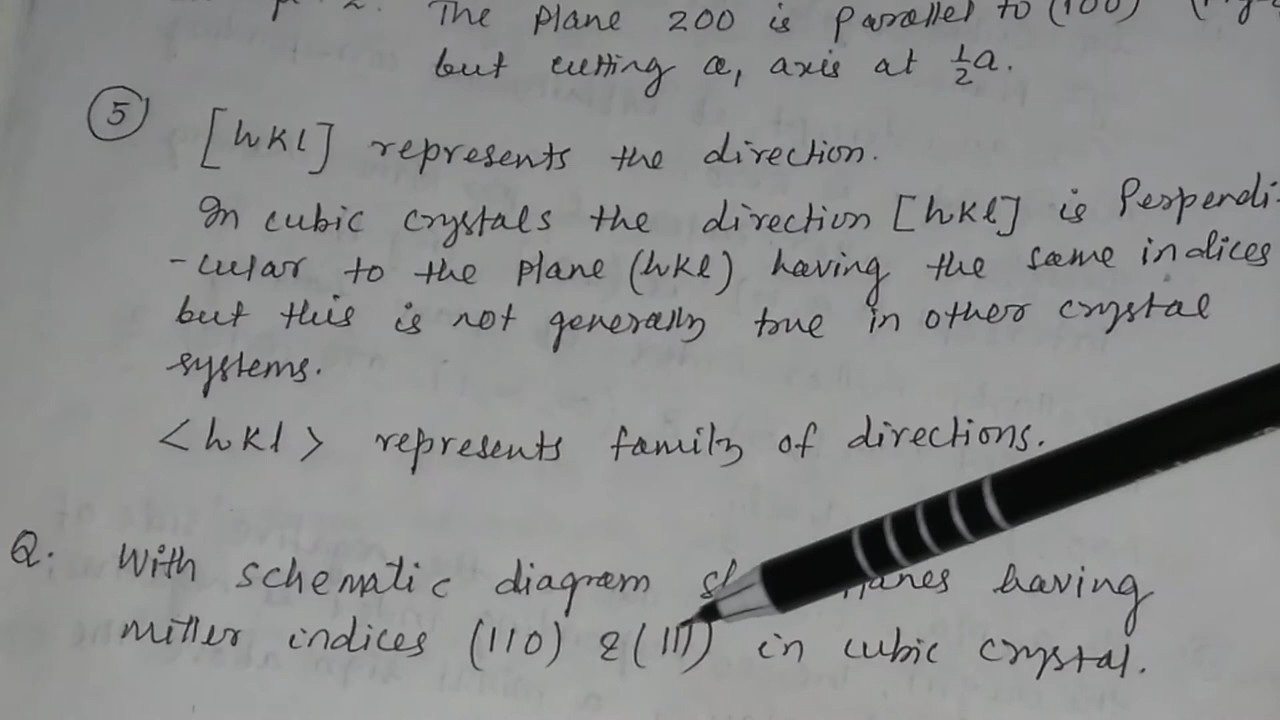 2. The plane 200 is parallel to (100)
but cutting a, axis at 1/2 a.
5
[hkl] represents the direction.
In cubic crystals the direction [hkl] is Perpendi-
-cular to the plane (hkl) having the same indices
but this is not generally true in other crystal
systems.
<hkl> represents family of directions.
Q. With schematic diagram having
miller indices (110) & (111) in cubic crystal.